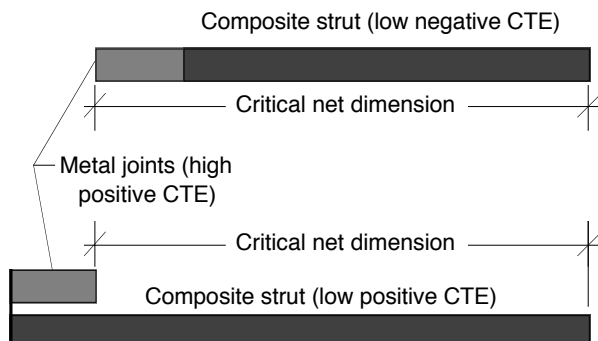 Composite strut (low negative CTE)
Critical net dimension
Metal joints (high
positive CTE)
Critical net dimension
Composite strut (low positive CTE)